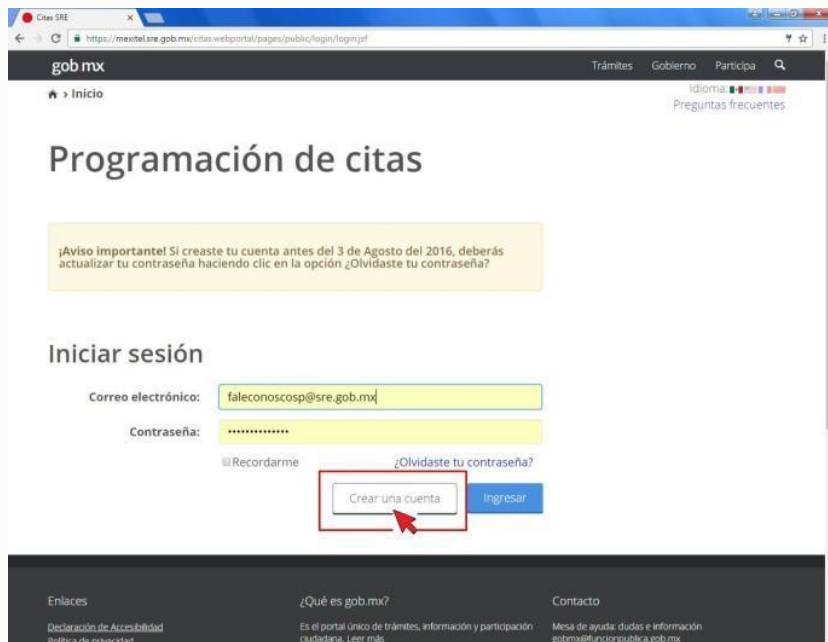 Citas SRE
https://mexitel.sre.gob.mx/citas.webportal/pages/public/login/login.jsf
gob mx
Trámites Gobierno Participa
> Inicio
Idioma:
Preguntas frecuentes
Programación de citas
¡Aviso importante! Si creaste tu cuenta antes del 3 de Agosto del 2016, deberás
actualizar tu contraseña haciendo clic en la opción ¿Olvidaste tu contraseña?
Iniciar sesión
Correo electrónico: faleconoscosp@sre.gob.mx
Contraseña: ••••••••••••••
Recordarme ¿Olvidaste tu contraseña?
Crear una cuenta Ingresar
Enlaces ¿Qué es gob.mx? Contacto
Declaración de Accesibilidad Es el portal único de trámites, información y participación Mesa de ayuda: dudas e información
Política de privacidad ciudadana. Leer más gobmx@funcionpublica.gob.mx